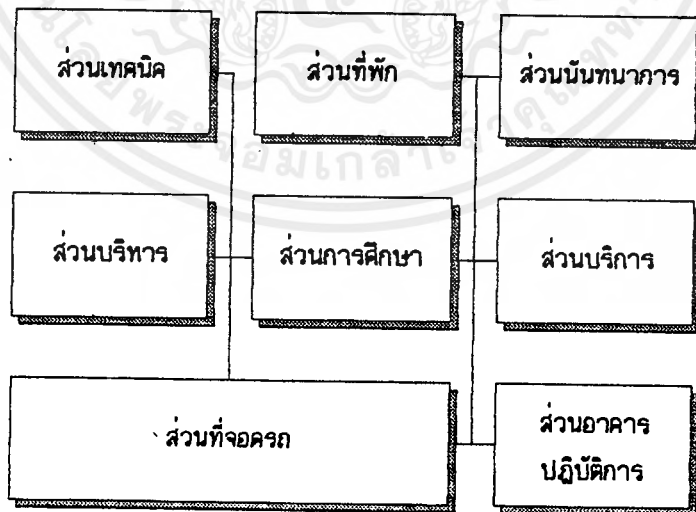 ส่วนเทคนิค
ส่วนที่พัก
ส่วนนันทนาการ
ส่วนบริหาร
ส่วนการศึกษา
ส่วนบริการ
ส่วนที่จอดรถ
ส่วนอาคาร
ปฏิบัติการ